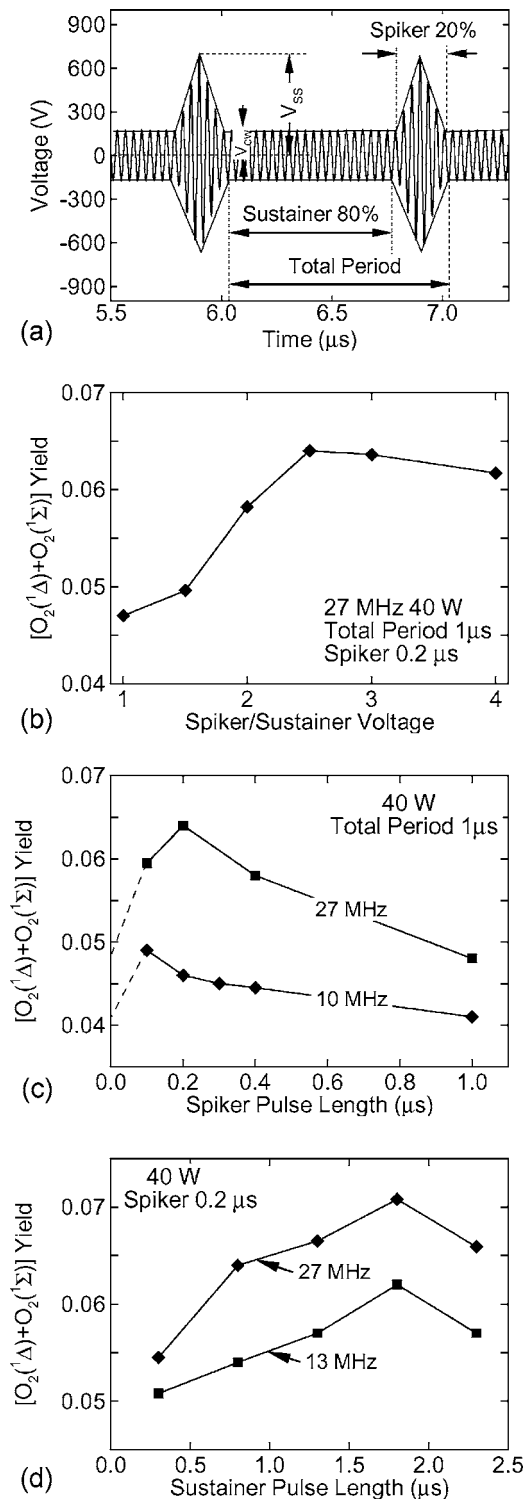 900
600
300
0
-300
-600
-900
Voltage (V)
Spiker 20%
V_SS
V_cw
Sustainer 80%
Total Period
5.5 6.0 6.5 7.0
Time (μs)
(a)
0.07
0.06
0.05
0.04
[O₂(¹Δ)+O₂(¹Σ)] Yield
27 MHz 40 W
Total Period 1μs
Spiker 0.2 μs
1 2 3 4
Spiker/Sustainer Voltage
(b)
0.07
0.06
0.05
0.04
[O₂(¹Δ)+O₂(¹Σ)] Yield
40 W
Total Period 1μs
27 MHz
10 MHz
0.0 0.2 0.4 0.6 0.8 1.0
Spiker Pulse Length (μs)
(c)
0.07
0.06
0.05
[O₂(¹Δ)+O₂(¹Σ)] Yield
40 W
Spiker 0.2 μs
27 MHz
13 MHz
0.0 0.5 1.0 1.5 2.0 2.5
Sustainer Pulse Length (μs)
(d)